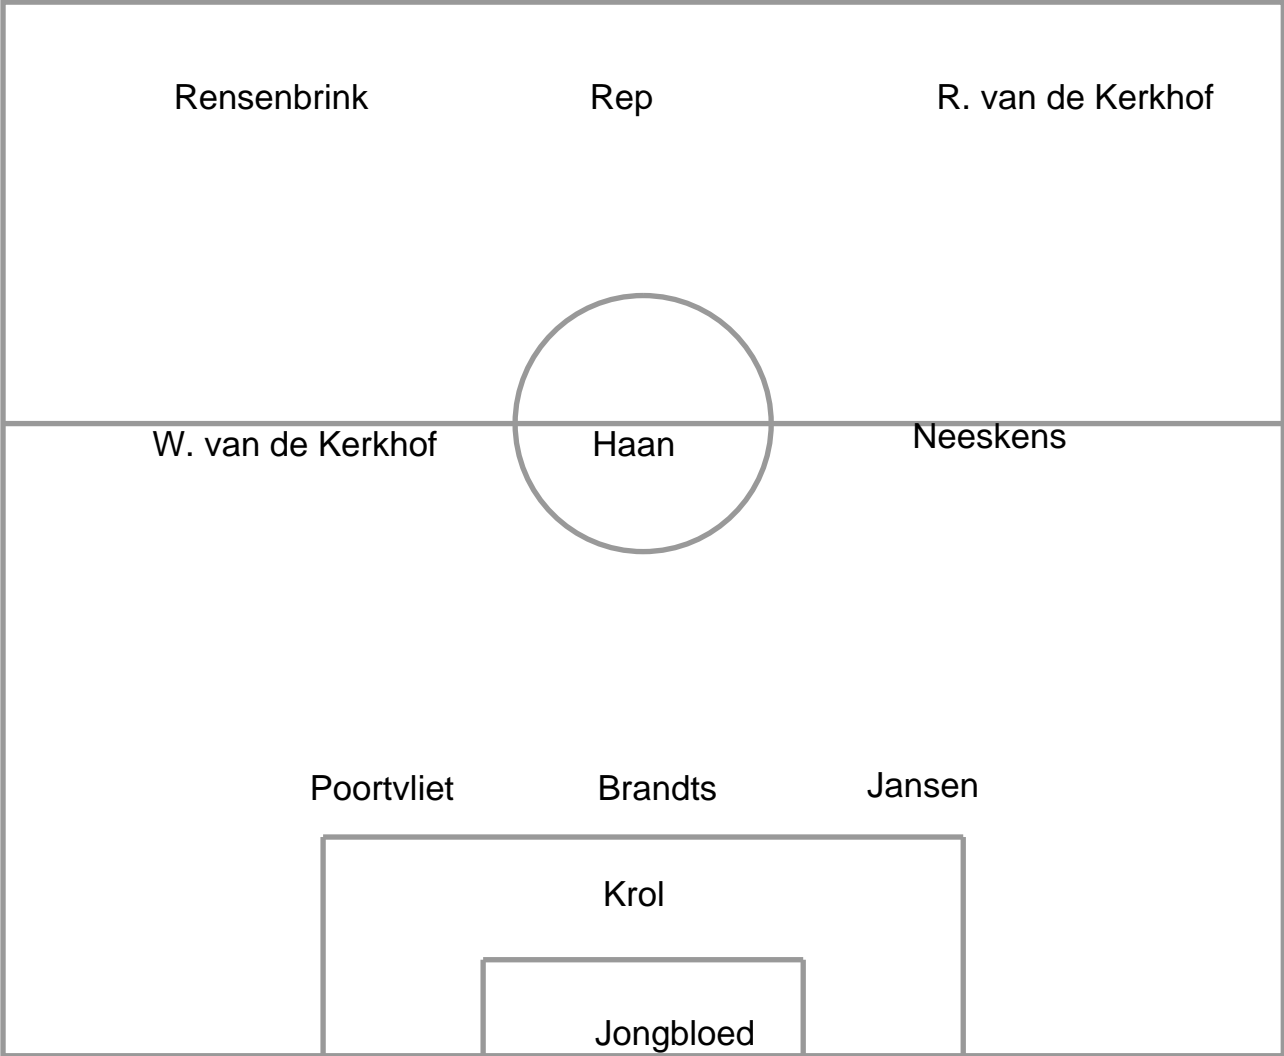 Rensenbrink Rep R. van de Kerkhof
W. van de Kerkhof Haan Neeskens
Poortvliet Brandts Jansen
Krol
Jongbloed